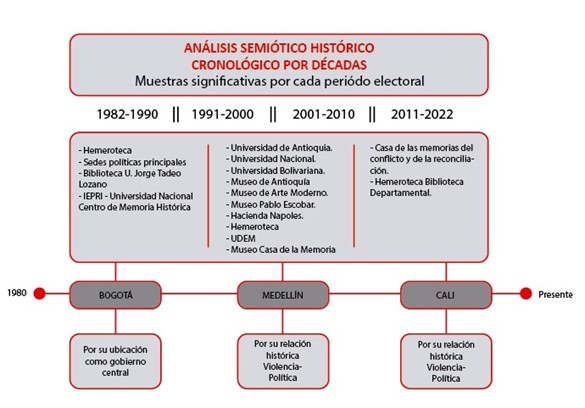 ANÁLISIS SEMIÓTICO HISTÓRICO
CRONOLÓGICO POR DÉCADAS
Muestras significativas por cada periódo electoral
1982-1990 || 1991-2000 || 2001-2010 || 2011-2022
- Hemeroteca
- Sedes políticas principales
- Biblioteca U. Jorge Tadeo
Lozano
- IEPRI - Universidad Nacional
Centro de Memoria Histórica
- Universidad de Antioquia.
- Universidad Nacional.
- Universidad Bolivariana.
- Museo de Antioquía
- Museo de Arte Moderno.
- Museo Pablo Escobar.
- Hacienda Napoles.
- Hemeroteca
- UDEM
- Museo Casa de la Memoria
- Casa de las memorias del
conflicto y de la reconcilia-
ción.
- Hemeroteca Biblioteca
Departamental.
1980
BOGOTÁ
MEDELLÍN
CALI
Presente
Por su ubicación
como gobierno
central
Por su relación
histórica
Violencia-
Política
Por su relación
histórica
Violencia-
Política